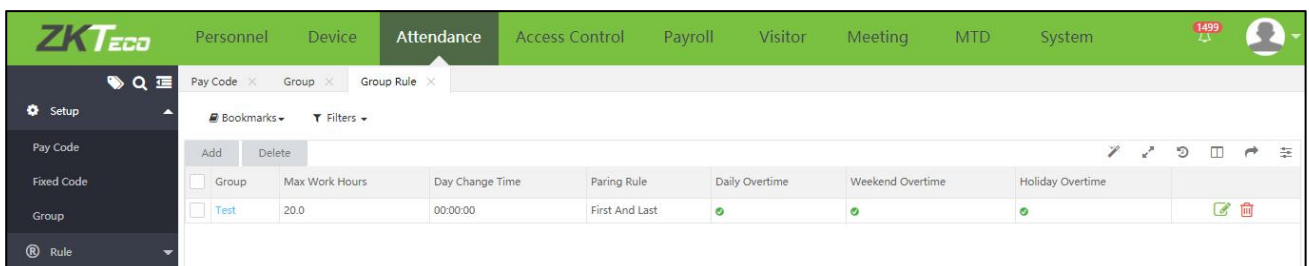 ZKTeco Personnel Device Attendance Access Control Payroll Visitor Meeting MTD System 1499
Pay Code Group Group Rule
Setup
Bookmarks Filters
Pay Code
Add Delete
Fixed Code
Group Max Work Hours Day Change Time Paring Rule Daily Overtime Weekend Overtime Holiday Overtime
Group
Test 20.0 00:00:00 First And Last
® Rule